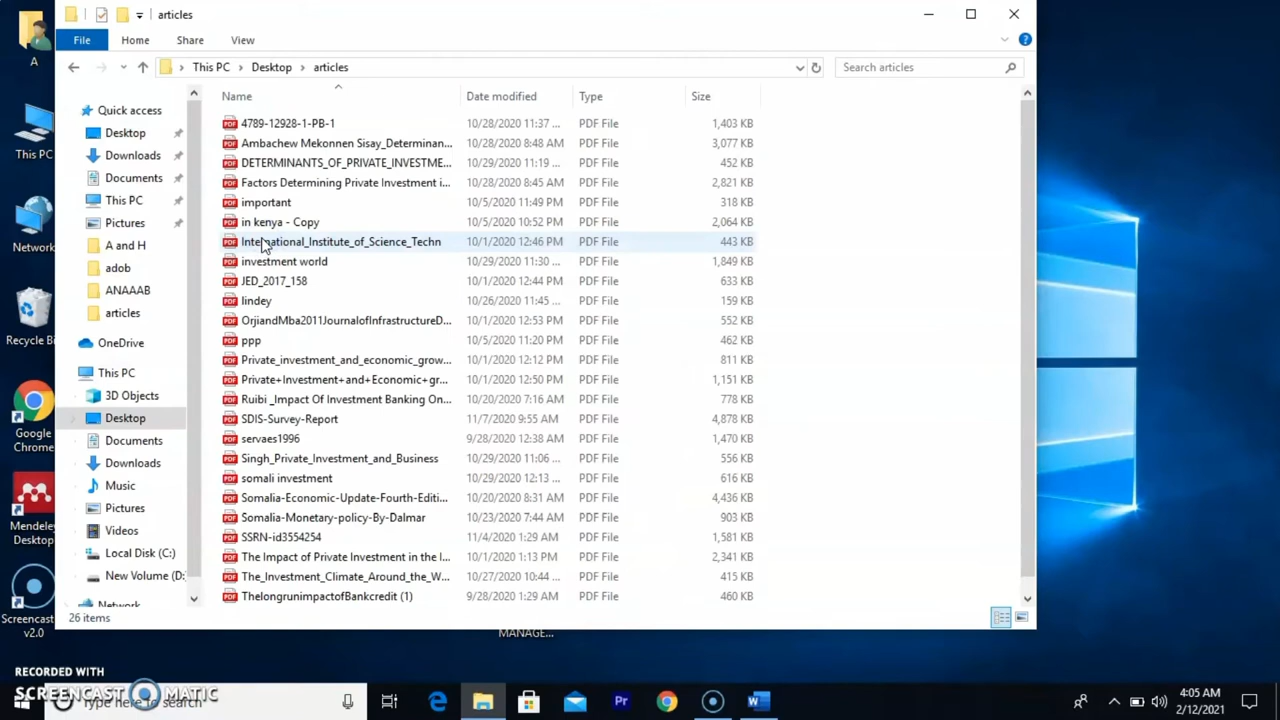 articles
File Home Share View
This PC Desktop articles Search articles
Name Date modified Type Size
4789-12928-1-PB-1 10/28/2020 11:37 ... PDF File 1,403 KB
Ambachew Mekonnen Sisay_Determinan... 10/28/2020 8:48 AM PDF File 3,077 KB
DETERMINANTS_OF_PRIVATE_INVESTME... 10/29/2020 11:19 ... PDF File 452 KB
Factors Determining Private Investment i... 10/28/2020 8:45 AM PDF File 2,821 KB
important 10/5/2020 11:49 PM PDF File 318 KB
in kenya - Copy 10/5/2020 10:52 PM PDF File 2,064 KB
International_Institute_of_Science_Techn 10/1/2020 12:46 PM PDF File 443 KB
investment world 10/29/2020 11:30 ... PDF File 1,849 KB
JED_2017_158 10/1/2020 12:44 PM PDF File 633 KB
lindey 10/26/2020 11:45 ... PDF File 159 KB
OrjiandMba2011JournalofInfrastructureD... 10/1/2020 12:53 PM PDF File 552 KB
ppp 10/5/2020 11:20 PM PDF File 462 KB
Private_investment_and_economic_grow... 10/1/2020 12:12 PM PDF File 811 KB
Private+Investment+and+Economic+gr... 10/1/2020 12:50 PM PDF File 1,151 KB
Ruibi _Impact Of Investment Banking On... 10/20/2020 7:16 AM PDF File 778 KB
SDIS-Survey-Report 11/7/2020 9:55 AM PDF File 4,878 KB
servaes1996 9/28/2020 12:38 AM PDF File 1,470 KB
Singh_Private_Investment_and_Business 10/29/2020 11:06 ... PDF File 556 KB
somali investment 10/29/2020 12:13 ... PDF File 616 KB
Somalia-Economic-Update-Fourth-Editi... 10/20/2020 8:31 AM PDF File 4,436 KB
Somalia-Monetary-policy-By-Dalmar 10/23/2020 7:44 AM PDF File 903 KB
SSRN-id3554254 11/4/2020 1:29 AM PDF File 1,581 KB
The Impact of Private Investment in the I... 10/1/2020 1:13 PM PDF File 2,341 KB
The_Investment_Climate_Around_the_W... 10/27/2020 10:44 ... PDF File 415 KB
ThelongrunimpactofBankcredit (1) 9/28/2020 1:29 AM PDF File 460 KB
Quick access
Desktop
Downloads
Documents
This PC
Pictures
A and H
adob
ANAAAB
articles
OneDrive
This PC
3D Objects
Desktop
Documents
Downloads
Music
Pictures
Videos
Local Disk (C:)
New Volume (D:
Network
26 items
A
This PC
Network
Recycle Bi
Google
Chrome
Mendeley
Desktop
Screencast
v2.0
MANAGE...
RECORDED WITH
SCREENCAST MATIC
Type here to search
Pr
4:05 AM
2/12/2021